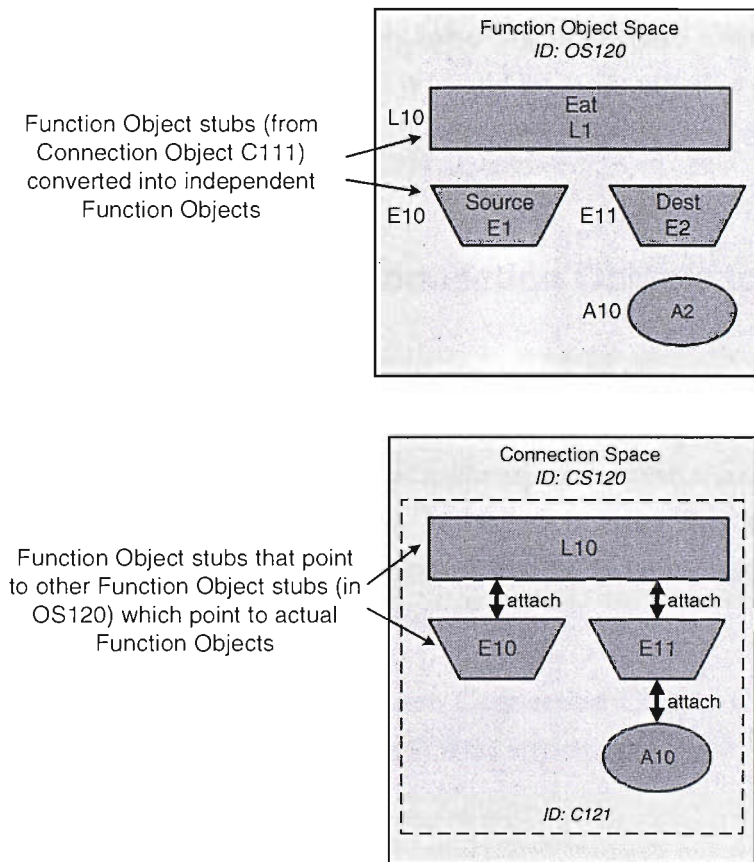 Function Object Space
ID: OS120
Function Object stubs (from
Connection Object C111)
converted into independent
Function Objects
L10
Eat
L1
E10
Source
E1
E11
Dest
E2
A10
A2
Connection Space
ID: CS120
Function Object stubs that point
to other Function Object stubs (in
OS120) which point to actual
Function Objects
L10
attach
attach
E10
E11
attach
A10
ID: C121